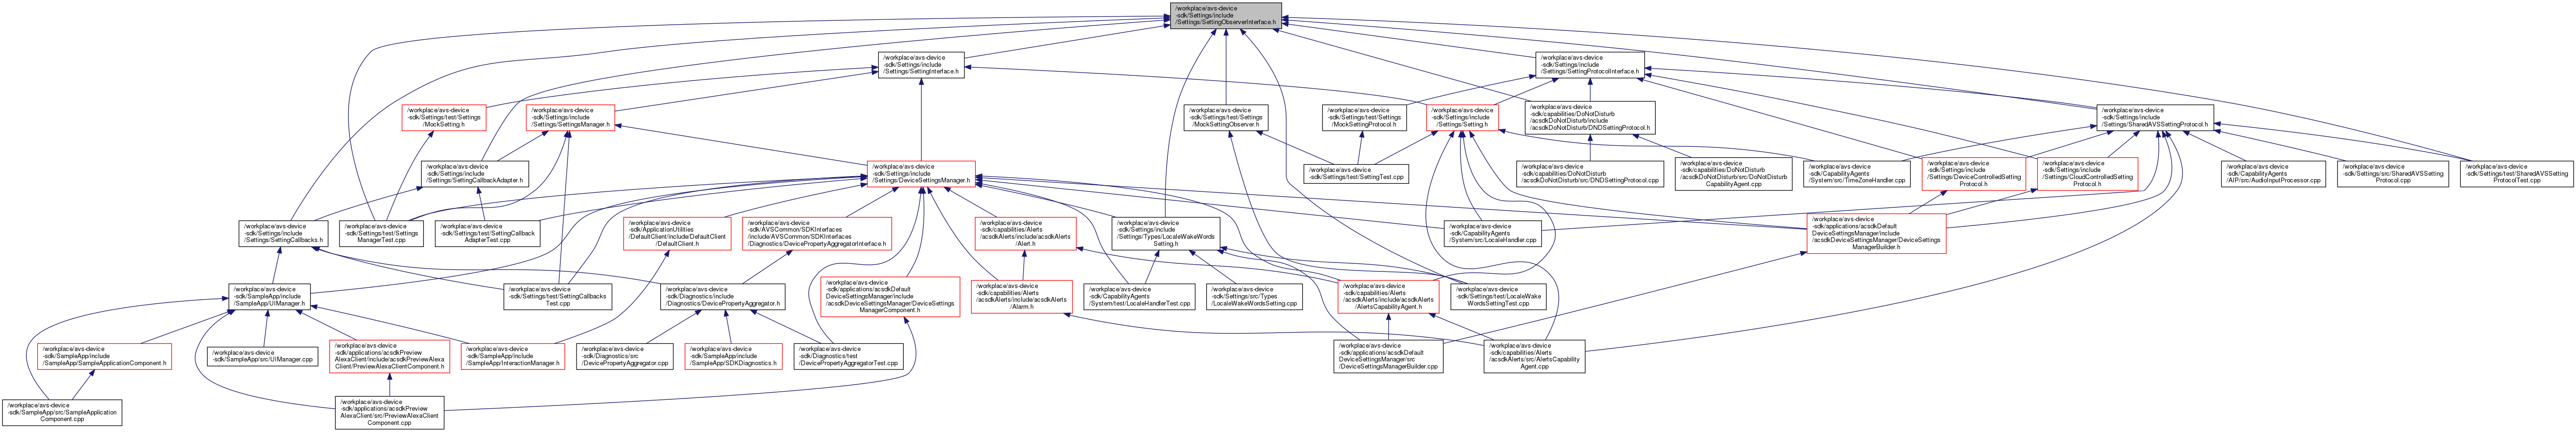 /workplace/avs-device
-sdk/Settings/include
/Settings/SettingObserverInterface.h
/workplace/avs-device
-sdk/Settings/include
/Settings/SettingInterface.h
/workplace/avs-device
-sdk/Settings/include
/Settings/SettingProtocolInterface.h
/workplace/avs-device
-sdk/Settings/test/Settings
/MockSetting.h
/workplace/avs-device
-sdk/Settings/include
/Settings/SettingsManager.h
/workplace/avs-device
-sdk/Settings/test/Settings
/MockSettingObserver.h
/workplace/avs-device
-sdk/Settings/test/Settings
/MockSettingProtocol.h
/workplace/avs-device
-sdk/Settings/include
/Settings/Setting.h
/workplace/avs-device
-sdk/capabilities/DoNotDisturb
/acsdkDoNotDisturb/include
/acsdkDoNotDisturb/DNDSettingProtocol.h
/workplace/avs-device
-sdk/Settings/include
/Settings/SharedAVSSettingProtocol.h
/workplace/avs-device
-sdk/Settings/include
/Settings/SettingCallbackAdapter.h
/workplace/avs-device
-sdk/Settings/include
/Settings/DeviceSettingsManager.h
/workplace/avs-device
-sdk/Settings/test/SettingTest.cpp
/workplace/avs-device
-sdk/capabilities/DoNotDisturb
/acsdkDoNotDisturb/src/DNDSettingProtocol.cpp
/workplace/avs-device
-sdk/capabilities/DoNotDisturb
/acsdkDoNotDisturb/src/DoNotDisturb
CapabilityAgent.cpp
/workplace/avs-device
-sdk/CapabilityAgents
/System/src/TimeZoneHandler.cpp
/workplace/avs-device
-sdk/Settings/include
/Settings/DeviceControlledSetting
Protocol.h
/workplace/avs-device
-sdk/Settings/include
/Settings/CloudControlledSetting
Protocol.h
/workplace/avs-device
-sdk/CapabilityAgents
/AIP/src/AudioInputProcessor.cpp
/workplace/avs-device
-sdk/Settings/src/SharedAVSSetting
Protocol.cpp
/workplace/avs-device
-sdk/Settings/test/SharedAVSSetting
ProtocolTest.cpp
/workplace/avs-device
-sdk/Settings/include
/Settings/SettingCallbacks.h
/workplace/avs-device
-sdk/Settings/test/Settings
ManagerTest.cpp
/workplace/avs-device
-sdk/Settings/test/SettingCallback
AdapterTest.cpp
/workplace/avs-device
-sdk/ApplicationUtilities
/DefaultClient/include/DefaultClient
/DefaultClient.h
/workplace/avs-device
-sdk/AVSCommon/SDKInterfaces
/include/AVSCommon/SDKInterfaces
/Diagnostics/DevicePropertyAggregatorInterface.h
/workplace/avs-device
-sdk/capabilities/Alerts
/acsdkAlerts/include/acsdkAlerts
/Alert.h
/workplace/avs-device
-sdk/Settings/include
/Settings/Types/LocaleWakeWords
Setting.h
/workplace/avs-device
-sdk/CapabilityAgents
/System/src/LocaleHandler.cpp
/workplace/avs-device
-sdk/applications/acsdkDefault
DeviceSettingsManager/include
/acsdkDeviceSettingsManager/DeviceSettings
ManagerBuilder.h
/workplace/avs-device
-sdk/SampleApp/include
/SampleApp/UIManager.h
/workplace/avs-device
-sdk/Settings/test/SettingCallbacks
Test.cpp
/workplace/avs-device
-sdk/Diagnostics/include
/Diagnostics/DevicePropertyAggregator.h
/workplace/avs-device
-sdk/applications/acsdkDefault
DeviceSettingsManager/include
/acsdkDeviceSettingsManager/DeviceSettings
ManagerComponent.h
/workplace/avs-device
-sdk/capabilities/Alerts
/acsdkAlerts/include/acsdkAlerts
/Alarm.h
/workplace/avs-device
-sdk/CapabilityAgents
/System/test/LocaleHandlerTest.cpp
/workplace/avs-device
-sdk/Settings/src/Types
/LocaleWakeWordsSetting.cpp
/workplace/avs-device
-sdk/capabilities/Alerts
/acsdkAlerts/include/acsdkAlerts
/AlertsCapabilityAgent.h
/workplace/avs-device
-sdk/Settings/test/LocaleWake
WordsSettingTest.cpp
/workplace/avs-device
-sdk/SampleApp/include
/SampleApp/SampleApplicationComponent.h
/workplace/avs-device
-sdk/SampleApp/src/UIManager.cpp
/workplace/avs-device
-sdk/applications/acsdkPreview
AlexaClient/include/acsdkPreviewAlexa
Client/PreviewAlexaClientComponent.h
/workplace/avs-device
-sdk/SampleApp/include
/SampleApp/InteractionManager.h
/workplace/avs-device
-sdk/Diagnostics/src
/DevicePropertyAggregator.cpp
/workplace/avs-device
-sdk/SampleApp/include
/SampleApp/SDKDiagnostics.h
/workplace/avs-device
-sdk/Diagnostics/test
/DevicePropertyAggregatorTest.cpp
/workplace/avs-device
-sdk/applications/acsdkDefault
DeviceSettingsManager/src
/DeviceSettingsManagerBuilder.cpp
/workplace/avs-device
-sdk/capabilities/Alerts
/acsdkAlerts/src/AlertsCapability
Agent.cpp
/workplace/avs-device
-sdk/SampleApp/src/SampleApplication
Component.cpp
/workplace/avs-device
-sdk/applications/acsdkPreview
AlexaClient/src/PreviewAlexaClient
Component.cpp